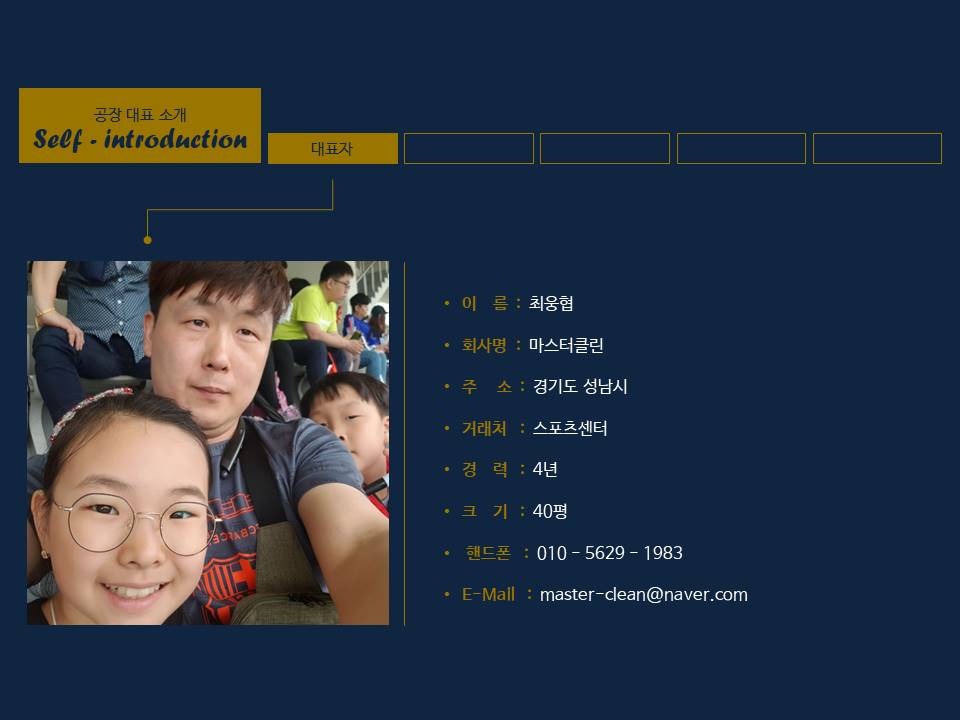 공장 대표 소개
Self - introduction
대표자
• 이 름 : 최웅협
• 회사명 : 마스터클린
• 주 소 : 경기도 성남시
• 거래처 : 스포츠센터
• 경 력 : 4년
• 크 기 : 40평
• 핸드폰 : 010 - 5629 - 1983
• E-Mail : master-clean@naver.com